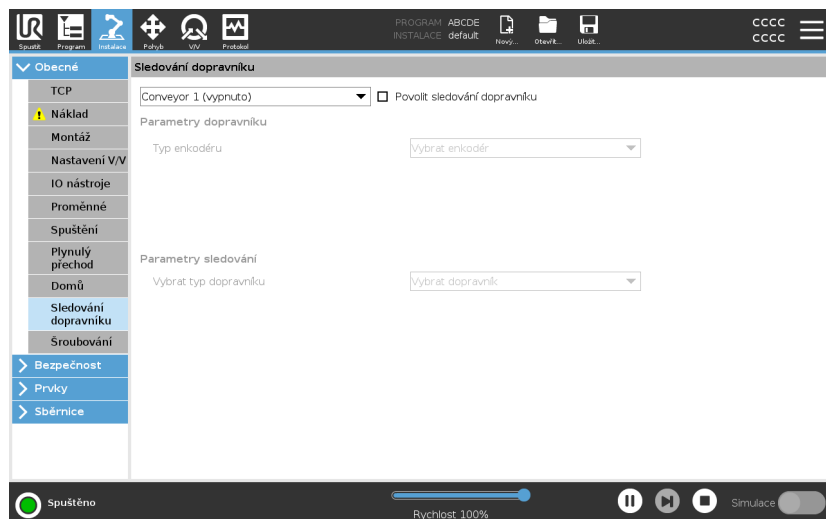 UR
PROGRAM ABCDE
INSTALACE default
CCCC
CCCC
Spustit Program Instalace Pohyb V/V Protokol
Nový... Otevřít... Uložit...
Obecné
Sledování dopravníku
TCP
Náklad
Montáž
Nastavení V/V
IO nástroje
Proměnné
Spuštění
Plynulý
přechod
Domů
Sledování
dopravníku
Šroubování
Bezpečnost
Prvky
Sběrnice
Conveyor 1 (vypnuto) Povolit sledování dopravníku
Parametry dopravníku
Typ enkodéru Vybrat enkodér
Parametry sledování
Vybrat typ dopravníku Vybrat dopravník
Spuštěno
Rychlost 100%
Simulace